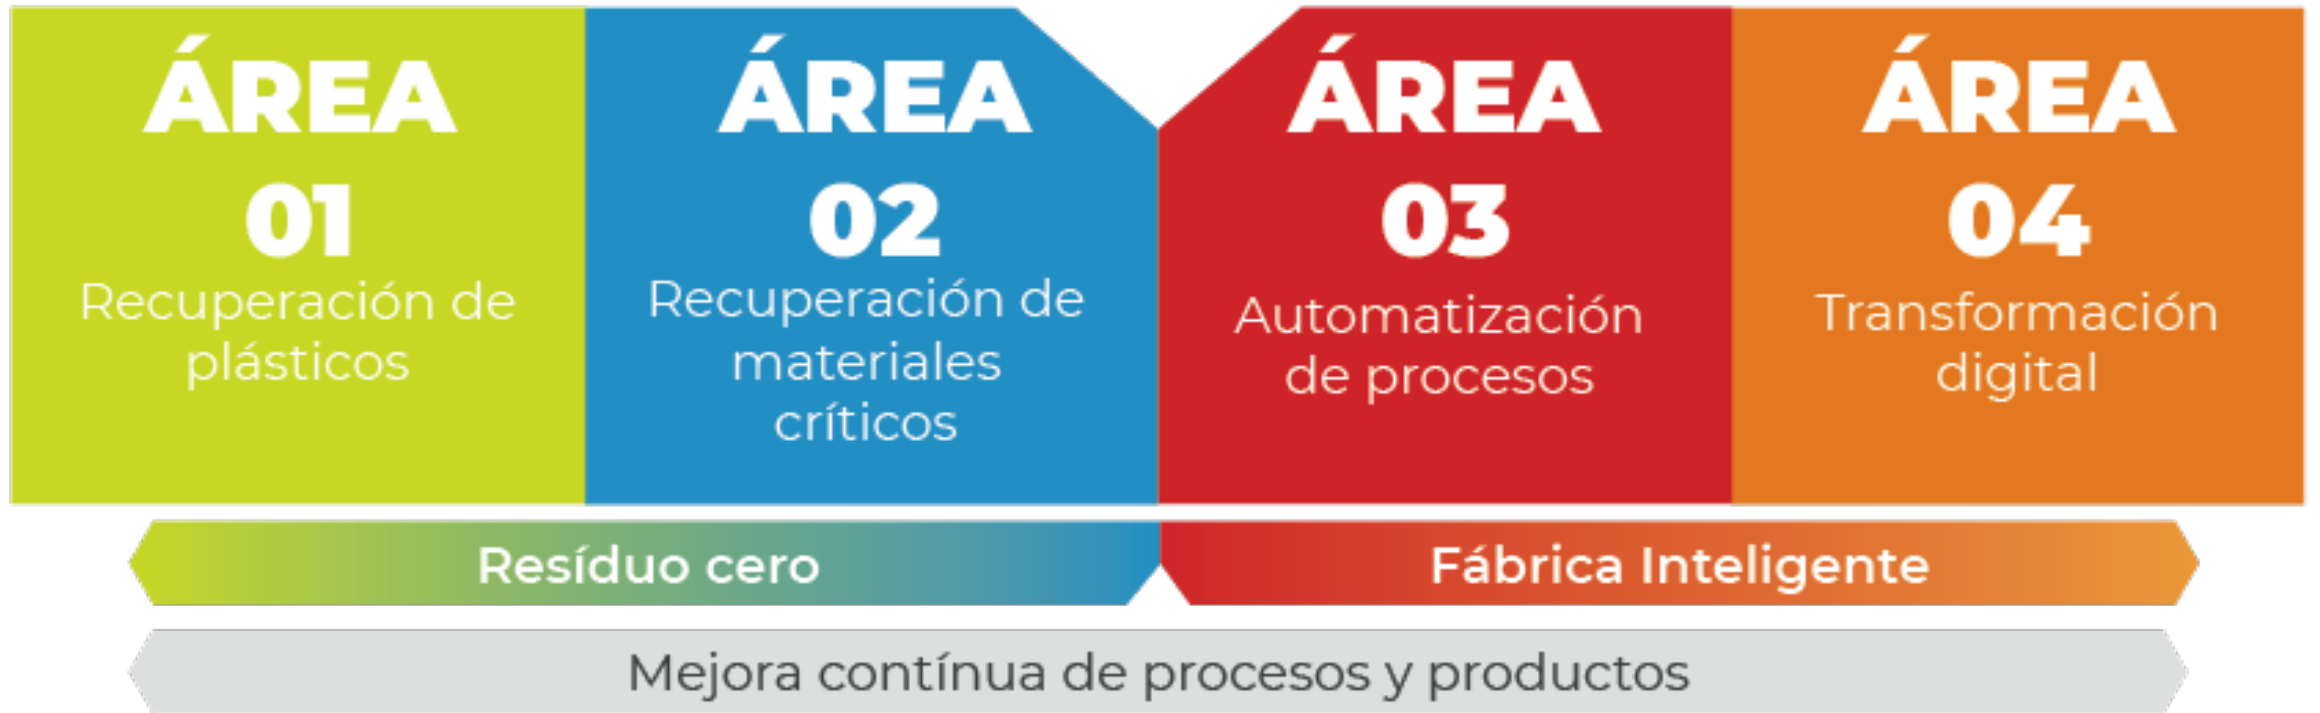 ÁREA
01
Recuperación de
plásticos
ÁREA
02
Recuperación de
materiales
críticos
ÁREA
03
Automatización
de procesos
ÁREA
04
Transformación
digital
Resíduo cero
Fábrica Inteligente
Mejora contínua de procesos y productos